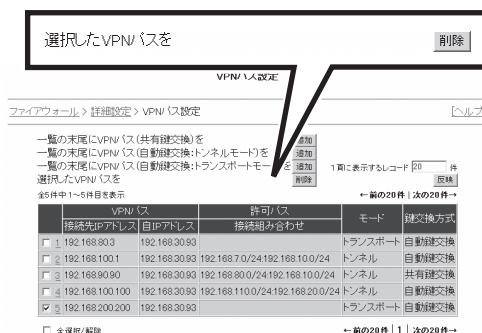 選択したVPNパスを 削除
VPNパス設定
ファイアウォール > 詳細設定 > VPNパス設定 [ヘルプ
一覧の末尾にVPNパス(共有鍵交換)を 追加
一覧の末尾にVPNパス(自動鍵交換:トンネルモード)を 追加
一覧の末尾にVPNパス(自動鍵交換:トランスポートモード)を 追加 1頁に表示するレコード 20 件
選択したVPNパスを 削除 反映
全5件中 1~5件目を表示 ←前の20件 | 次の20件→
VPNパス 許可パス モード 鍵交換方式
接続先IPアドレス 自IPアドレス 接続組み合わせ
1 192.168.80.3 192.168.30.93 トランスポート 自動鍵交換
2 192.168.100.1 192.168.30.93 192.168.7.0/24:192.168.10.0/24 トンネル 自動鍵交換
3 192.168.90.90 192.168.30.93 192.168.80.0/24:192.168.10.0/24 トンネル 共有鍵交換
4 192.168.100.100 192.168.30.93 192.168.110.0/24:192.168.20.0/24 トンネル 自動鍵交換
5 192.168.200.200 192.168.30.93 トランスポート 自動鍵交換
全選択/解除 ←前の20件 | 1 | 次の20件→